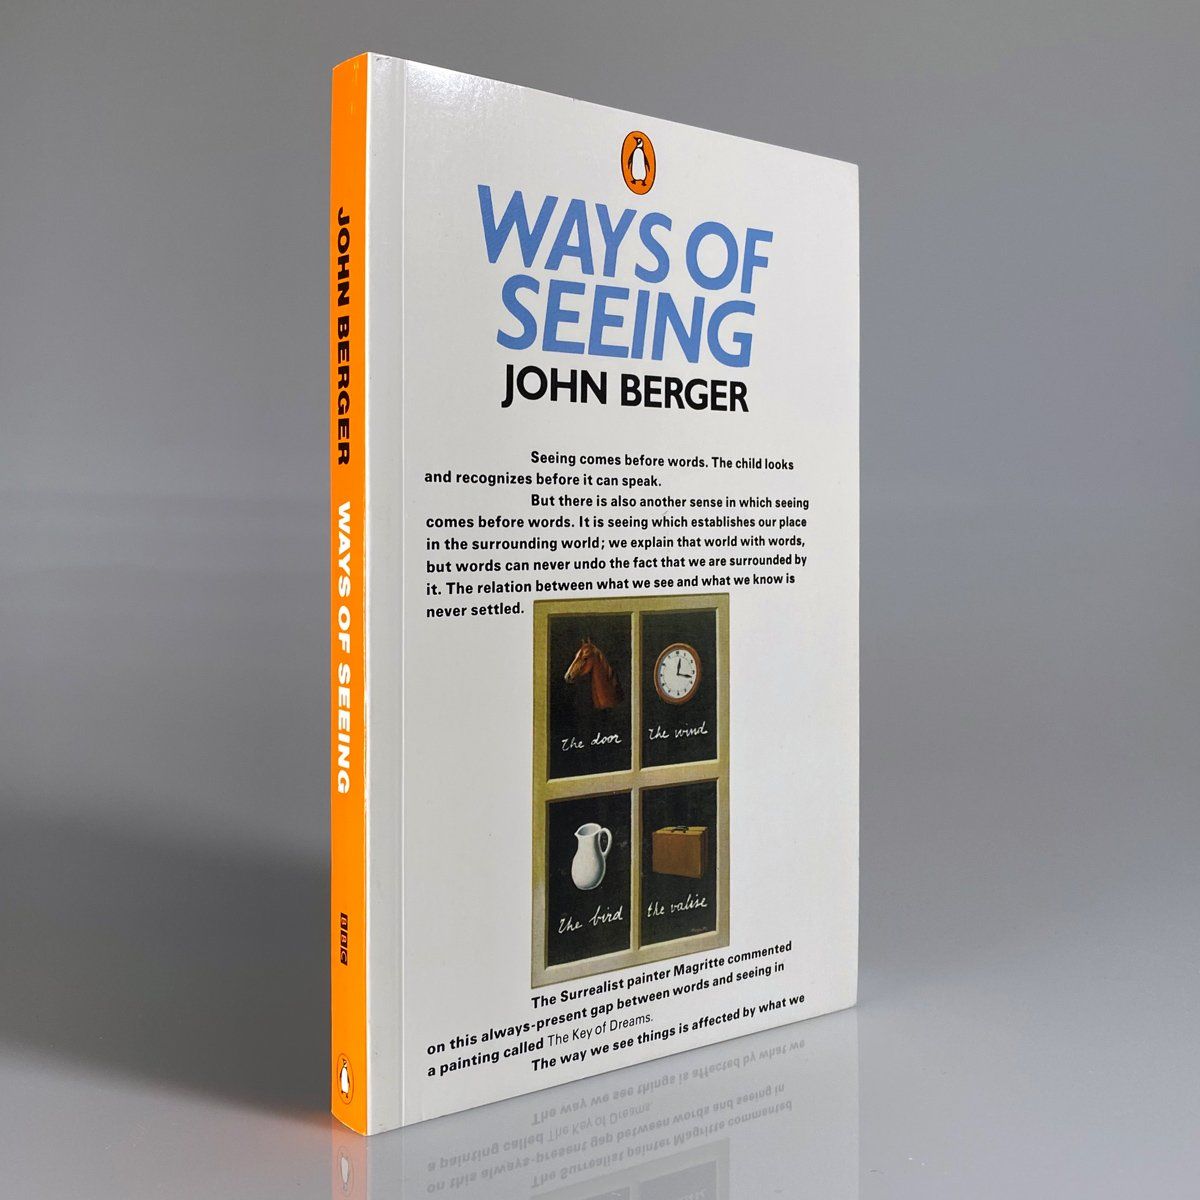 JOHN BERGER WAYS OF SEEING
BBC
WAYS OF
SEEING
JOHN BERGER
Seeing comes before words. The child looks
and recognizes before it can speak.
But there is also another sense in which seeing
comes before words. It is seeing which establishes our place
in the surrounding world; we explain that world with words,
but words can never undo the fact that we are surrounded by
it. The relation between what we see and what we know is
never settled.
The door
the wind
The bird
the valise
The Surrealist painter Magritte commented
on this always-present gap between words and seeing in
a painting called The Key of Dreams.
The way we see things is affected by what we